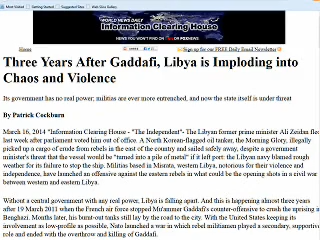 Most Visited Getting Started Suggested Sites Web Slice Gallery
WORLD NEWS DAILY
Information Clearing House
NEWS YOU WON'T FIND ON
Home
Sign up for our FREE Daily Email Newsletter
Three Years After Gaddafi, Libya is Imploding into
Chaos and Violence
Its government has no real power; militias are ever more entrenched, and now the state itself is under threat
By Patrick Cockburn
March 16, 2014 "Information Clearing House - "The Independent"- The Libyan former prime minister Ali Zeidan fle
last week after parliament voted him out of office. A North Korean-flagged oil tanker, the Morning Glory, illegally
picked up a cargo of crude from rebels in the east of the country and sailed safely away, despite a government
minister's threat that the vessel would be "turned into a pile of metal" if it left port: the Libyan navy blamed rough
weather for its failure to stop the ship. Militias based in Misrata, western Libya, notorious for their violence and
independence, have launched an offensive against the eastern rebels in what could be the opening shots in a civil war
between western and eastern Libya.
Without a central government with any real power, Libya is falling apart. And this is happening almost three years
after 19 March 2011 when the French air force stopped Mu'ammer Gaddafi's counter-offensive to crush the uprising i
Benghazi. Months later, his burnt-out tanks still lay by the road to the city. With the United States keeping its
involvement as low-profile as possible, Nato launched a war in which rebel militiamen played a secondary, supportive
role and ended with the overthrow and killing of Gaddafi.